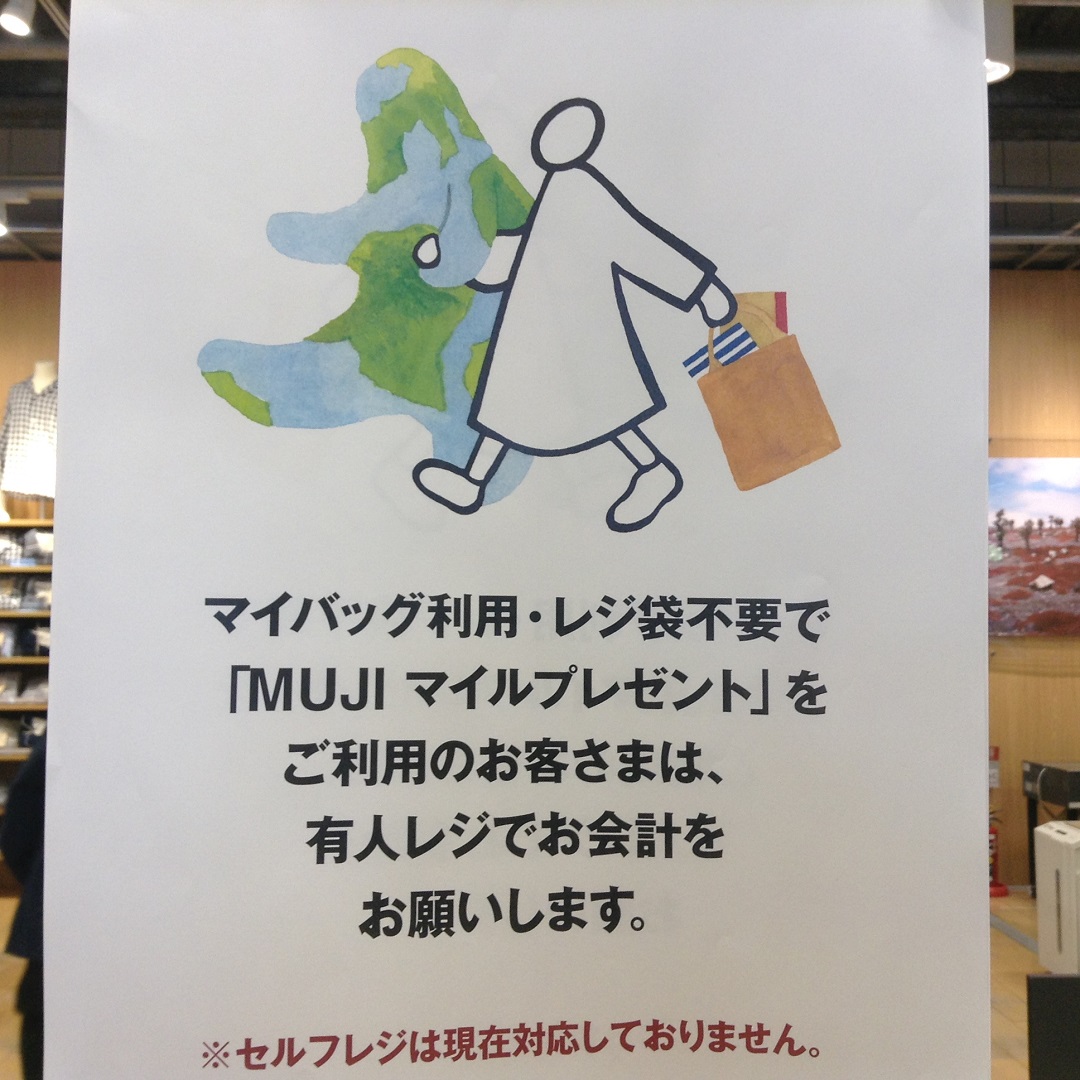 マイバッグ利用・レジ袋不要で
「MUJI マイルプレゼント」を
ご利用のお客さまは、
有人レジでお会計を
お願いします。
※セルフレジは現在対応しておりません。